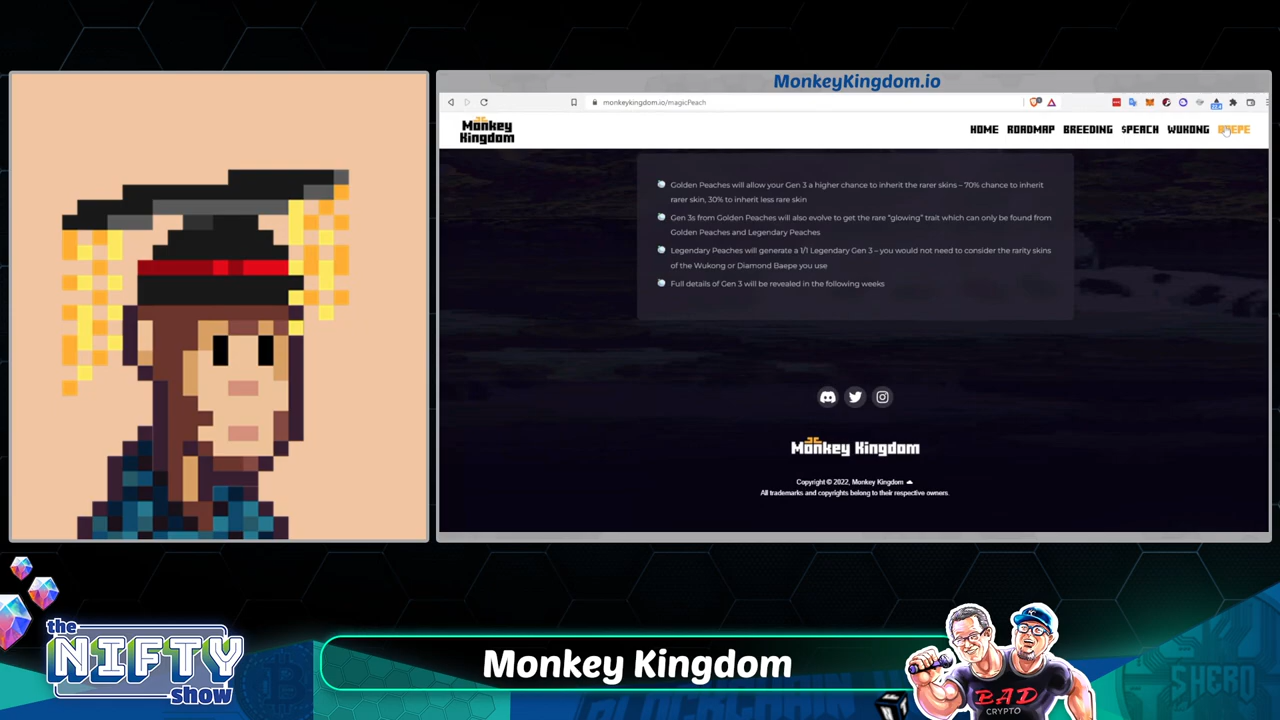 MonkeyKingdom.io
monkeykingdom.io/magicPeach
Monkey
Kingdom
HOME ROADMAP BREEDING $PEACH WUKONG BAEPE
Golden Peaches will allow your Gen 3 a higher chance to inherit the rarer skins – 70% chance to inherit
rarer skin, 30% to inherit less rare skin
Gen 3s from Golden Peaches will also evolve to get the rare "glowing" trait which can only be found from
Golden Peaches and Legendary Peaches
Legendary Peaches will generate a 1/1 Legendary Gen 3 – you would not need to consider the rarity skins
of the Wukong or Diamond Baepe you use
Full details of Gen 3 will be revealed in the following weeks
Monkey Kingdom
Copyright © 2022, Monkey Kingdom
All trademarks and copyrights belong to their respective owners.
the
NIFTY
show
Monkey Kingdom
BAD
CRYPTO